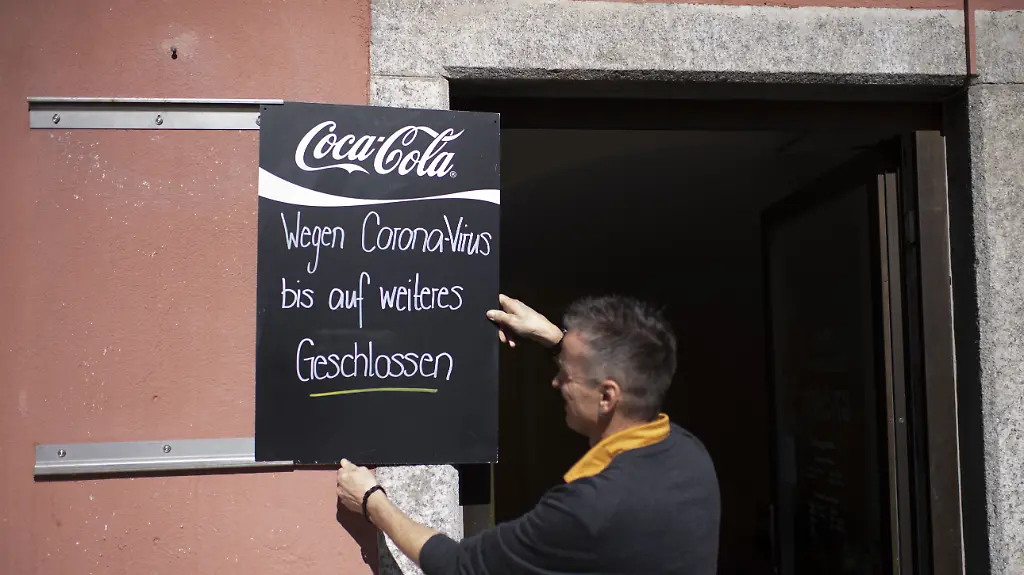 Coca-Cola®
Wegen Corona-Virus
bis auf weiteres
Geschlossen